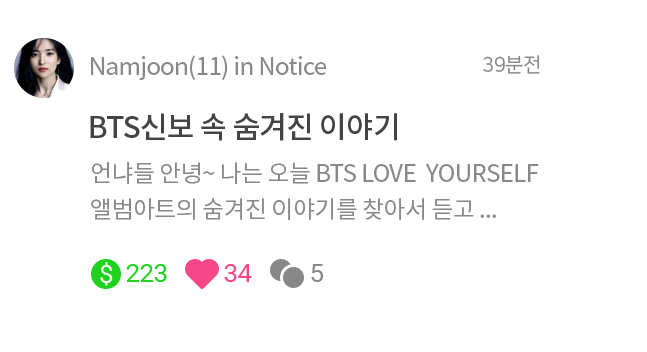 Namjoon(11) in Notice
39분전
BTS신보 속 숨겨진 이야기
언냐들 안녕~ 나는 오늘 BTS LOVE YOURSELF
앨범아트의 숨겨진 이야기를 찾아서 듣고 ...
$ 223 34 5